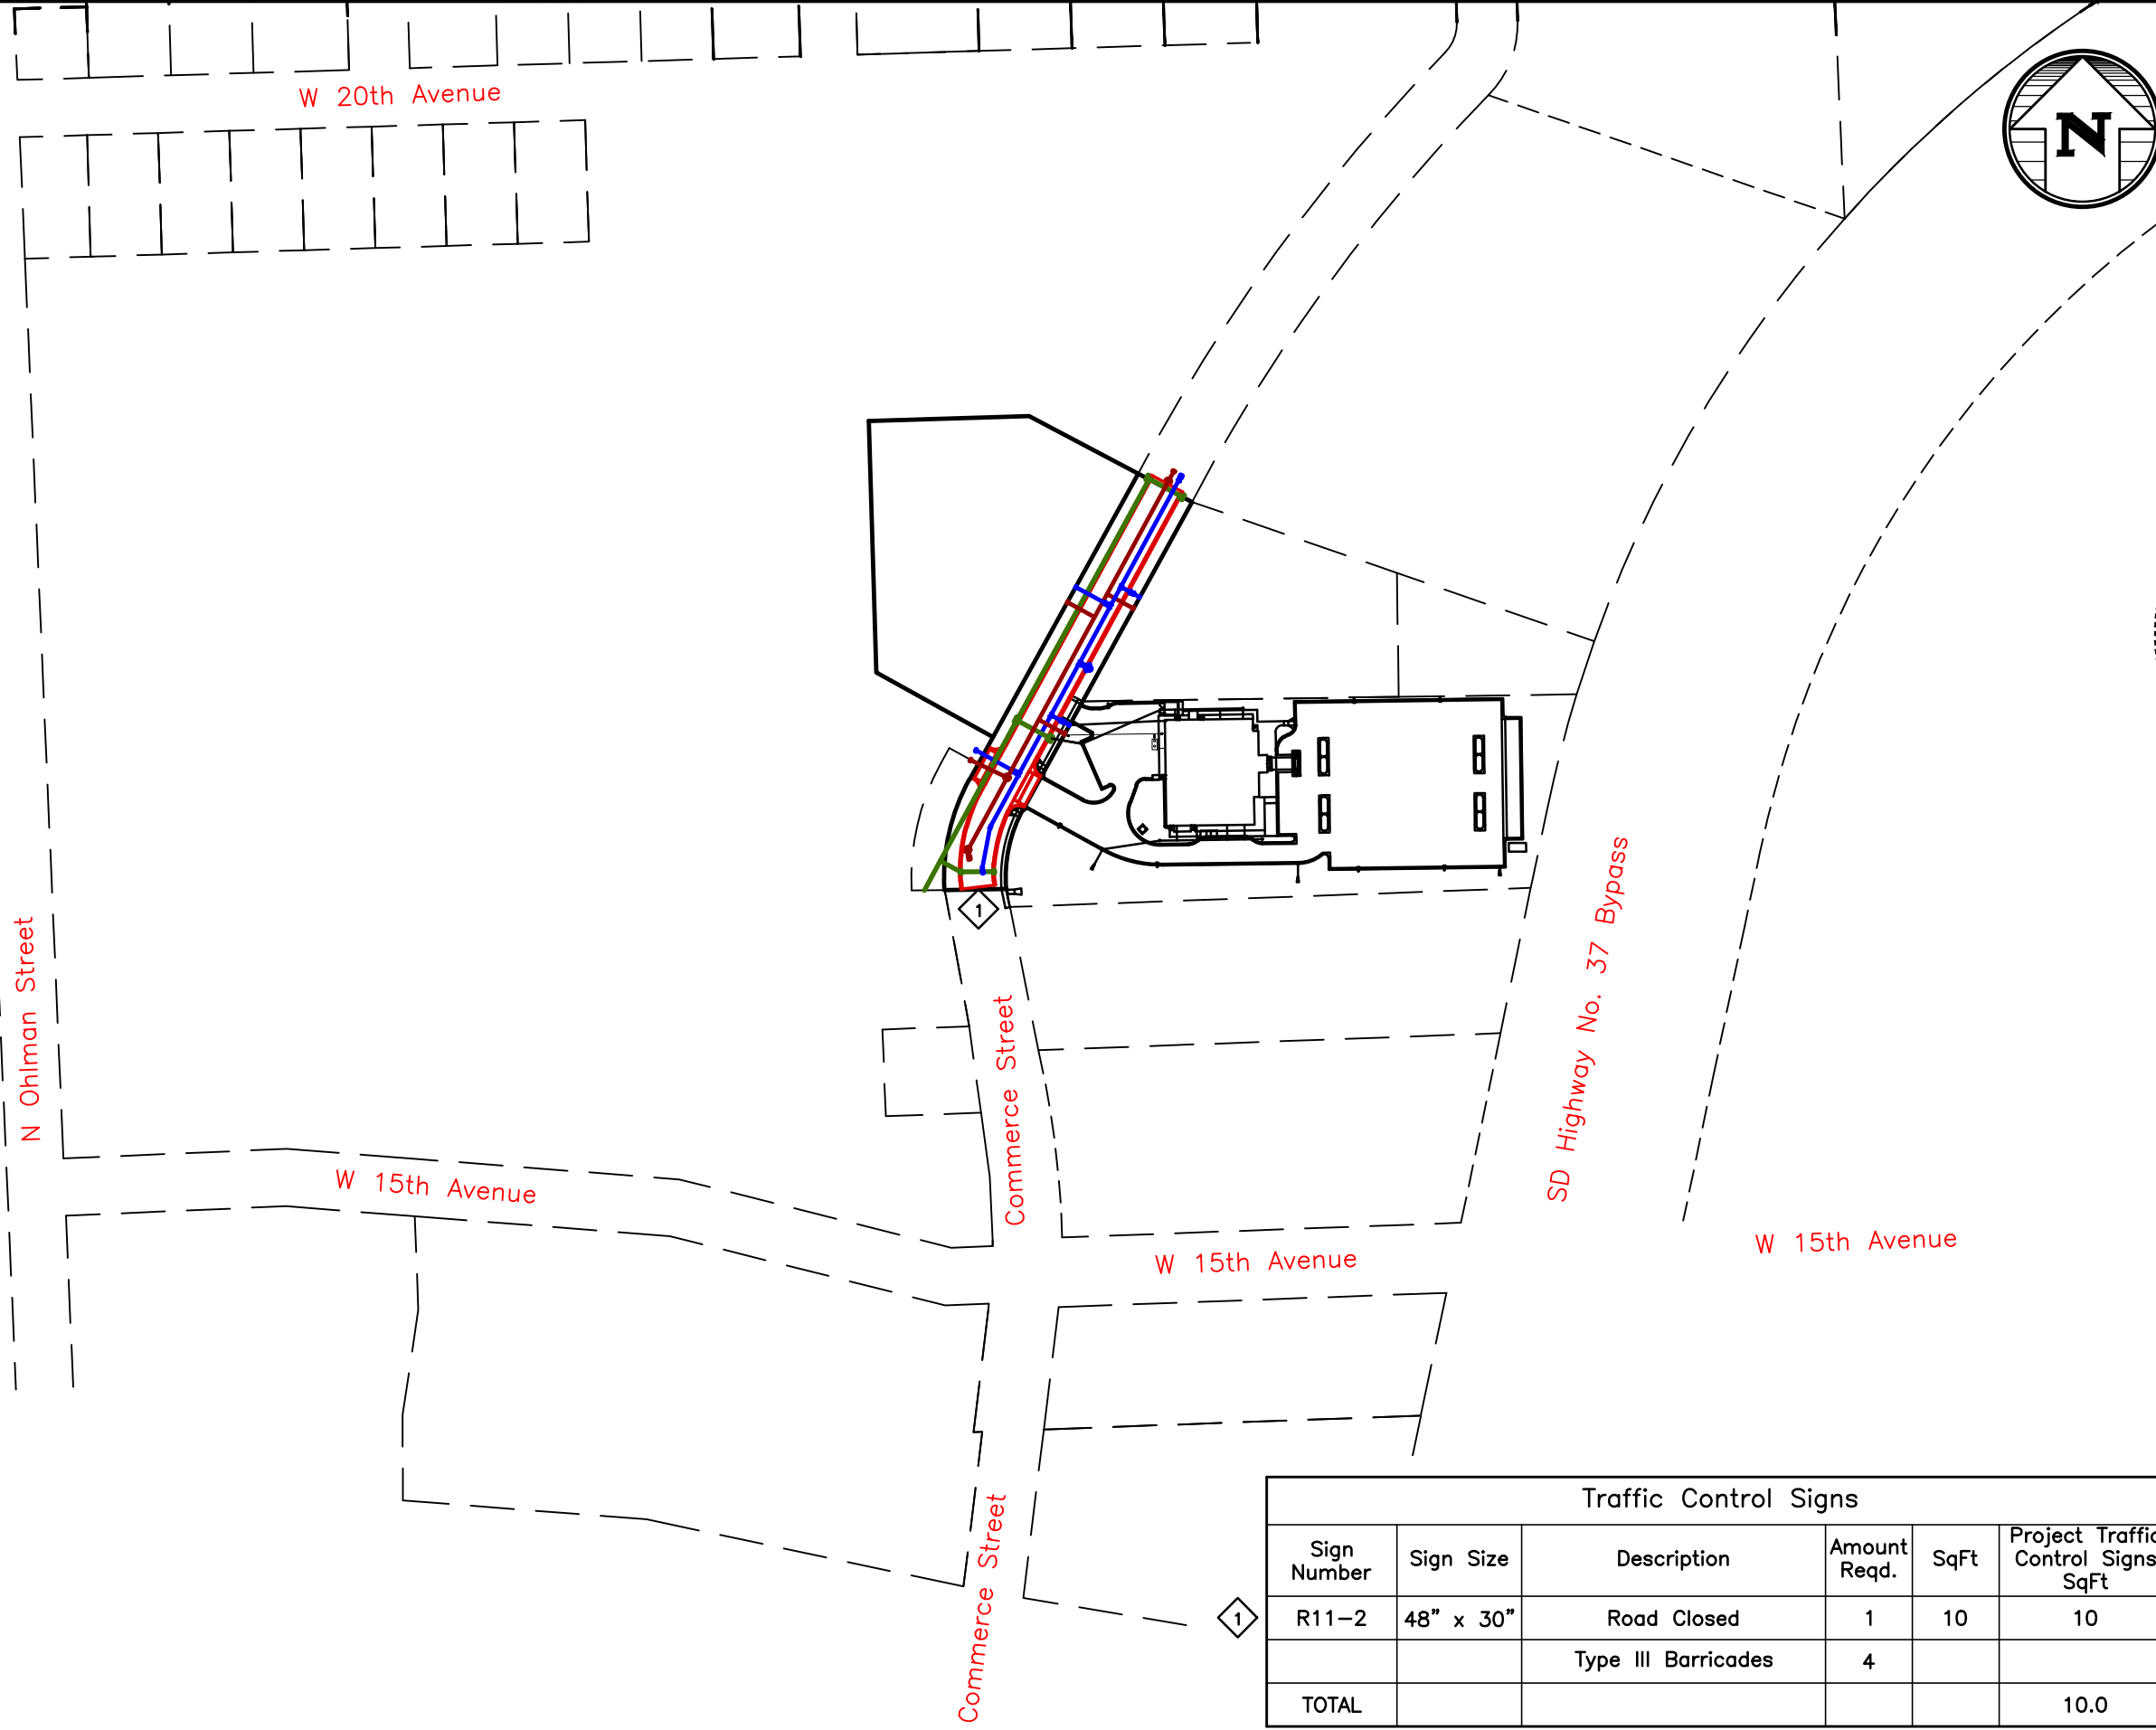 W 20th Avenue
N
N Ohlman Street
SD Highway No. 37 Bypass
1
Commerce Street
W 15th Avenue
W 15th Avenue
W 15th Avenue
Commerce Street
Traffic Control Signs
Sign Number
Sign Size
Description
Amount Reqd.
SqFt
Project Traffic Control Signs SqFt
1
R11-2
48" x 30"
Road Closed
1
10
10
Type III Barricades
4
TOTAL
10.0